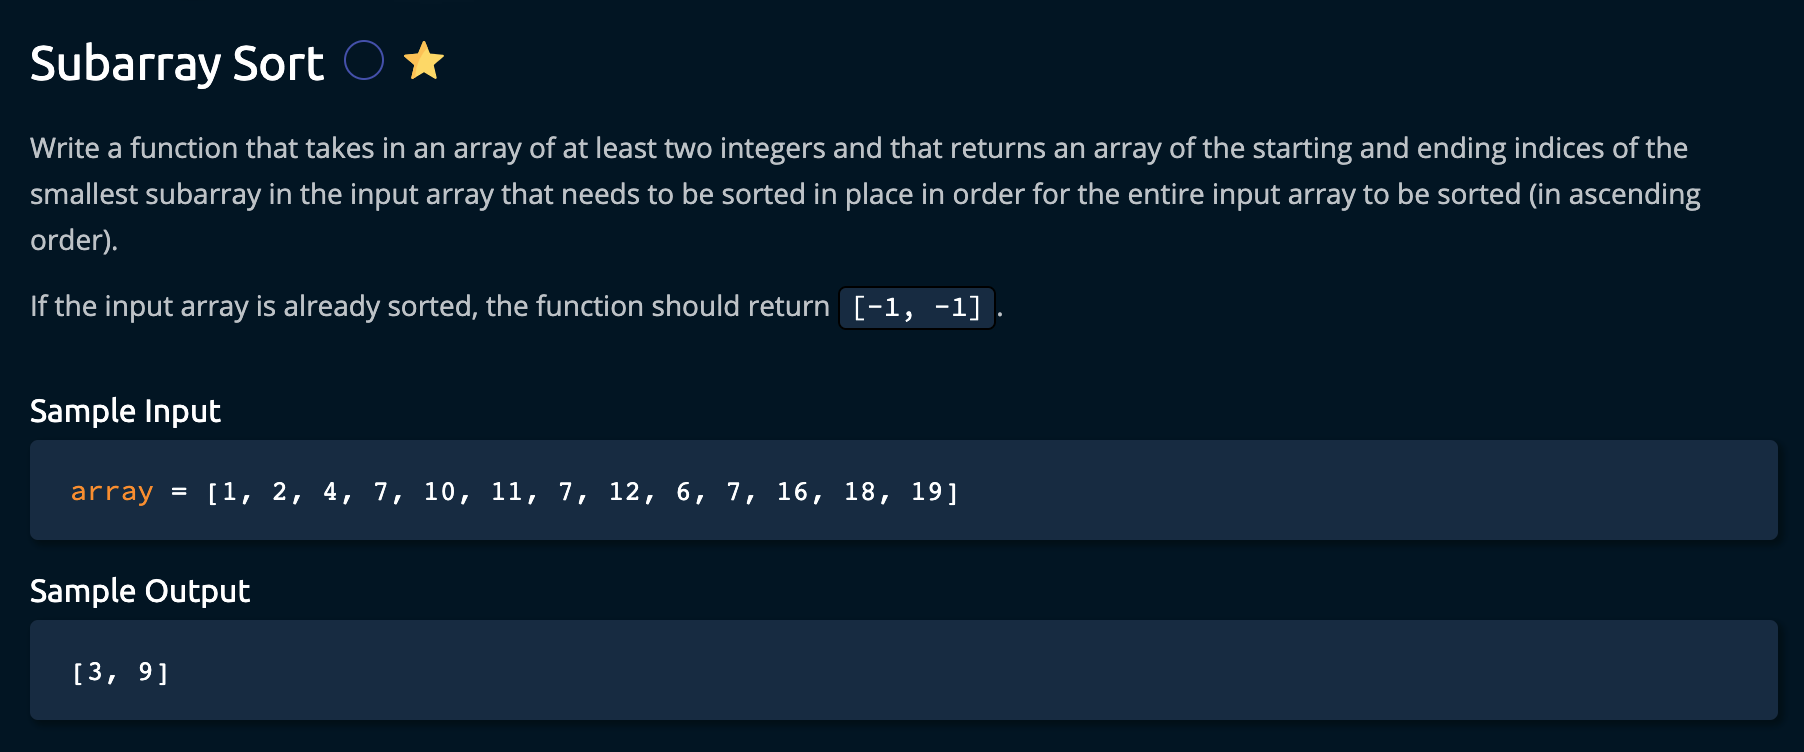 Subarray Sort
Write a function that takes in an array of at least two integers and that returns an array of the starting and ending indices of the
smallest subarray in the input array that needs to be sorted in place in order for the entire input array to be sorted (in ascending
order).
If the input array is already sorted, the function should return [-1, -1].
Sample Input
array = [1, 2, 4, 7, 10, 11, 7, 12, 6, 7, 16, 18, 19]
Sample Output
[3, 9]